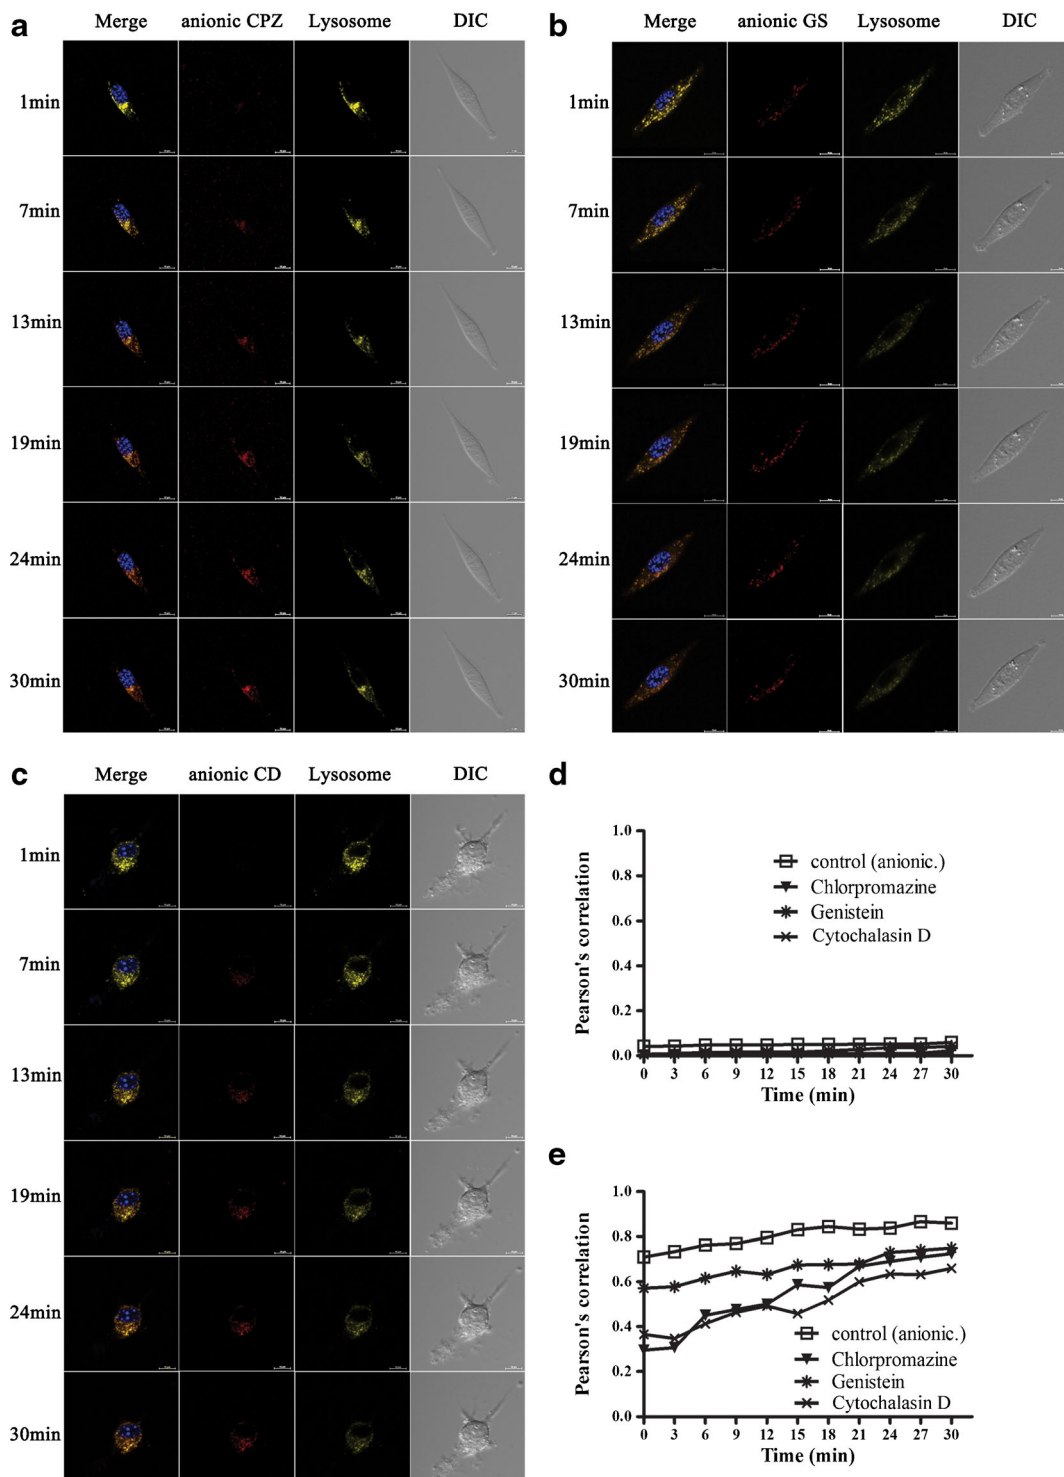 a
Merge anionic CPZ Lysosome DIC
1min
7min
13min
19min
24min
30min
b
Merge anionic GS Lysosome DIC
1min
7min
13min
19min
24min
30min
c
Merge anionic CD Lysosome DIC
1min
7min
13min
19min
24min
30min
d
Pearson's correlation
1.0
0.8
0.6
0.4
0.2
0.0
control (anionic.)
Chlorpromazine
Genistein
Cytochalasin D
0 3 6 9 12 15 18 21 24 27 30
Time (min)
e
Pearson's correlation
1.0
0.8
0.6
0.4
0.2
0.0
control (anionic.)
Chlorpromazine
Genistein
Cytochalasin D
0 3 6 9 12 15 18 21 24 27 30
Time (min)